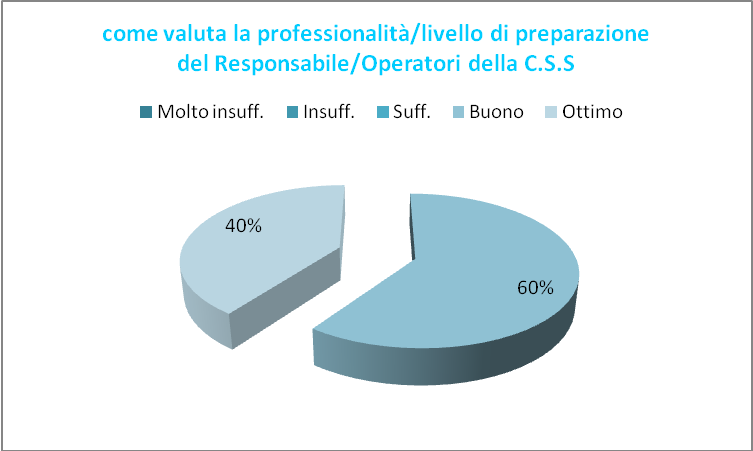 come valuta la professionalità/livello di preparazione
del Responsabile/Operatori della C.S.S
Molto insuff. Insuff. Suff. Buono Ottimo
40%
60%